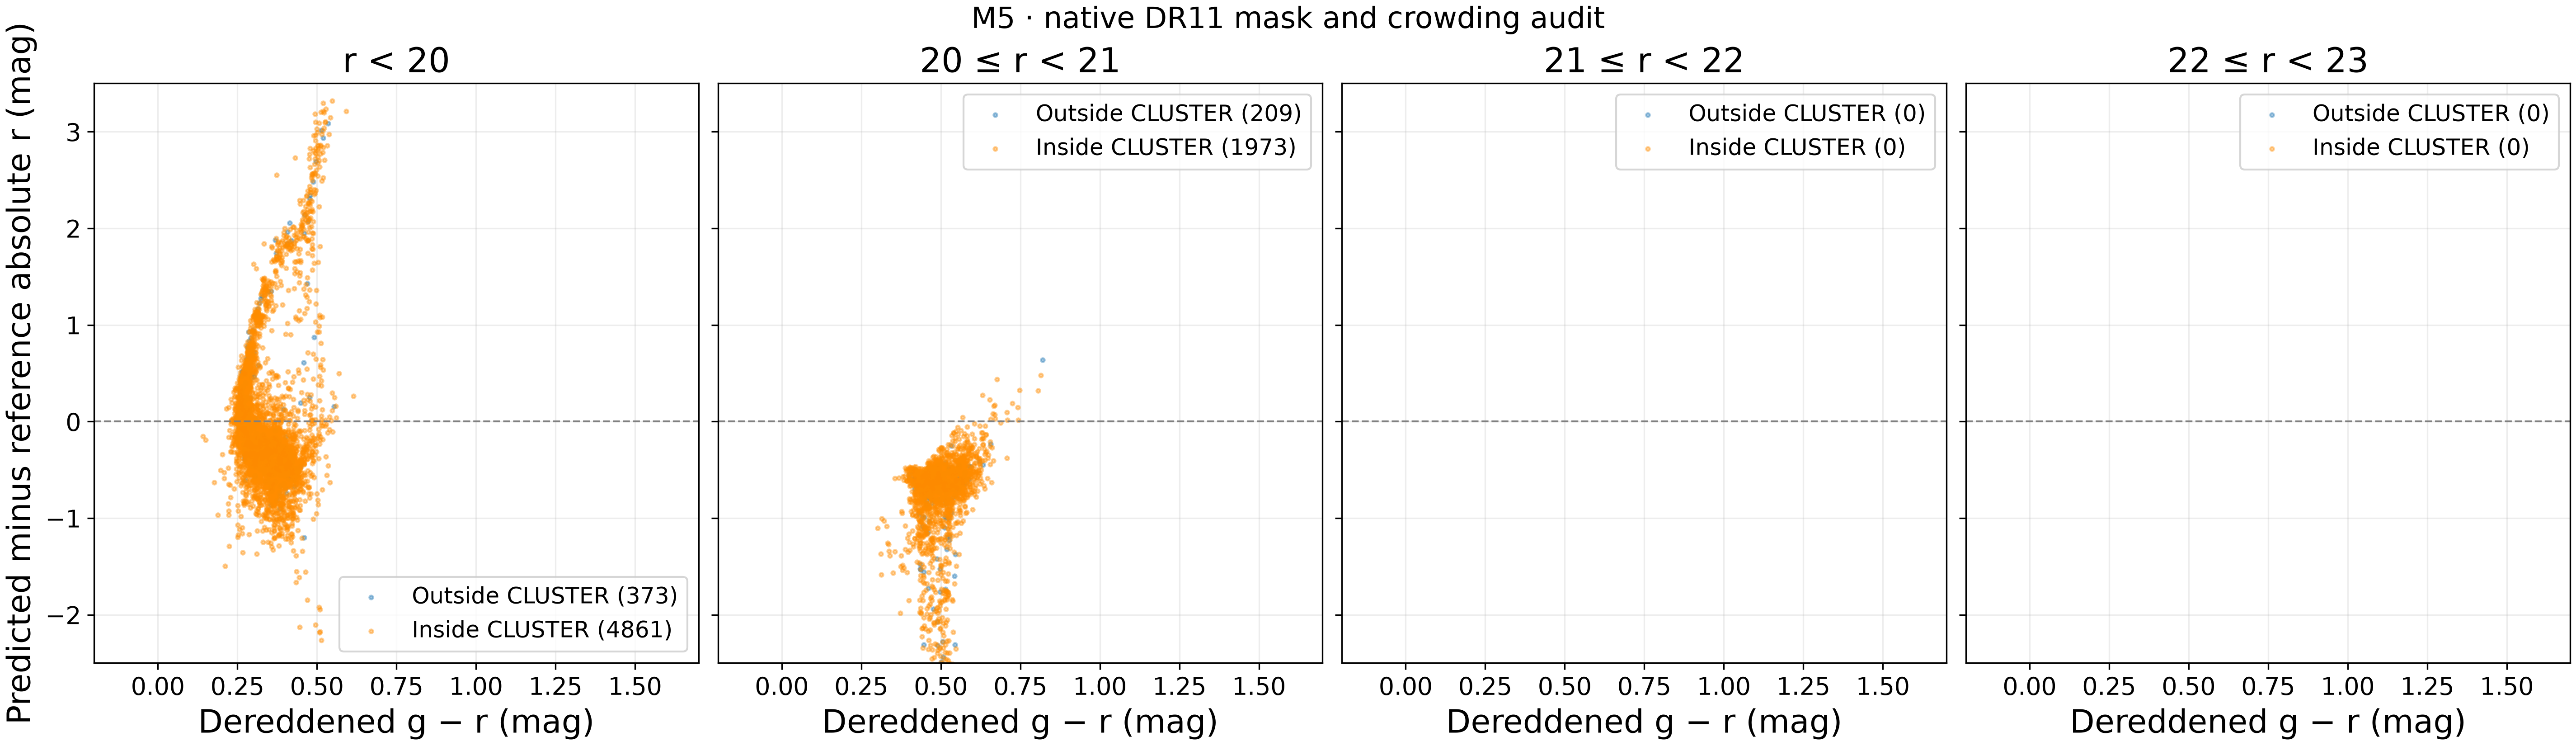 M5 · native DR11 mask and crowding audit
Predicted minus reference absolute r (mag)
r < 20
3
2
1
0
−1
−2
Outside CLUSTER (373)
Inside CLUSTER (4861)
0.00 0.25 0.50 0.75 1.00 1.25 1.50
Dereddened g − r (mag)
20 ≤ r < 21
Outside CLUSTER (209)
Inside CLUSTER (1973)
0.00 0.25 0.50 0.75 1.00 1.25 1.50
Dereddened g − r (mag)
21 ≤ r < 22
Outside CLUSTER (0)
Inside CLUSTER (0)
0.00 0.25 0.50 0.75 1.00 1.25 1.50
Dereddened g − r (mag)
22 ≤ r < 23
Outside CLUSTER (0)
Inside CLUSTER (0)
0.00 0.25 0.50 0.75 1.00 1.25 1.50
Dereddened g − r (mag)